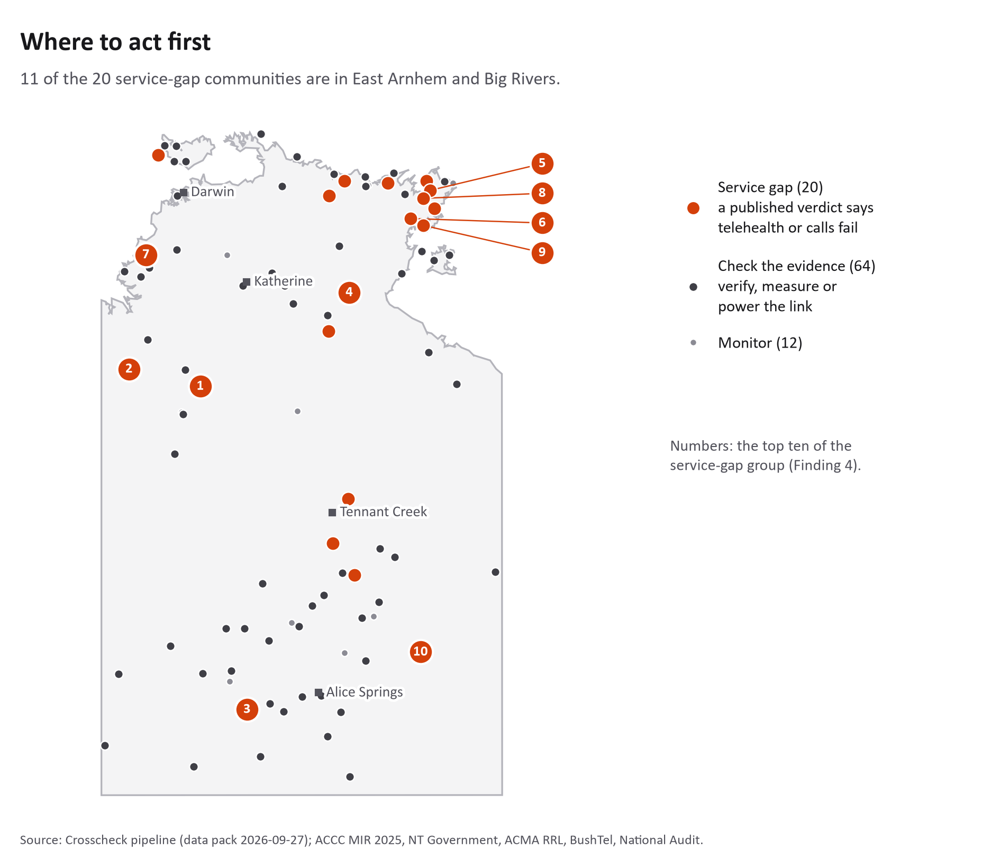 Where to act first
11 of the 20 service-gap communities are in East Arnhem and Big Rivers.
5
Darwin
8
6
9
7
Katherine
4
2
1
Tennant Creek
10
Alice Springs
3
Service gap (20)
a published verdict says
telehealth or calls fail
Check the evidence (64)
verify, measure or
power the link
Monitor (12)
Numbers: the top ten of the
service-gap group (Finding 4).
Source: Crosscheck pipeline (data pack 2026-09-27); ACCC MIR 2025, NT Government, ACMA RRL, BushTel, National Audit.